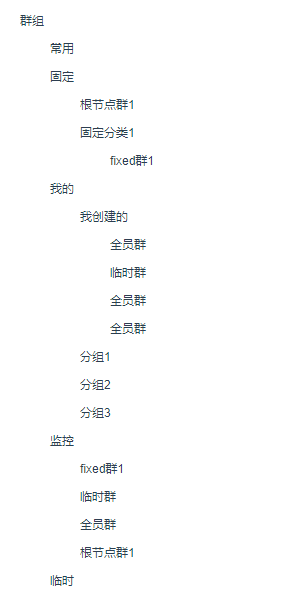 群组
常用
固定
根节点群1
固定分类1
fixed群1
我的
我创建的
全员群
临时群
全员群
全员群
分组1
分组2
分组3
监控
fixed群1
临时群
全员群
根节点群1
临时